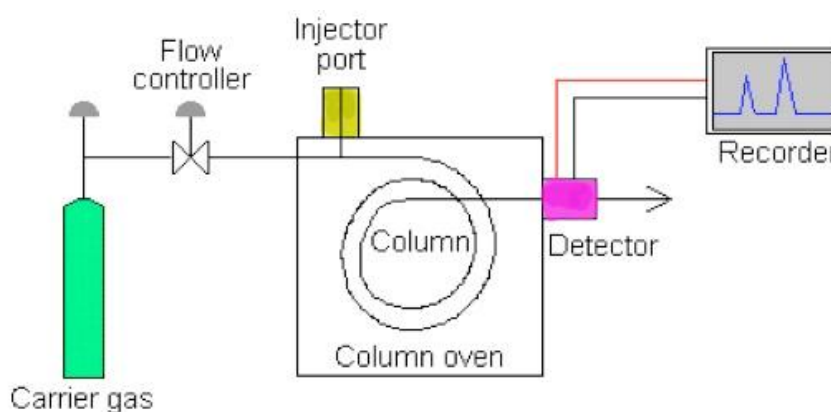 Injector
port
Flow
controller
Recorder
Column
Detector
Column oven
Carrier gas